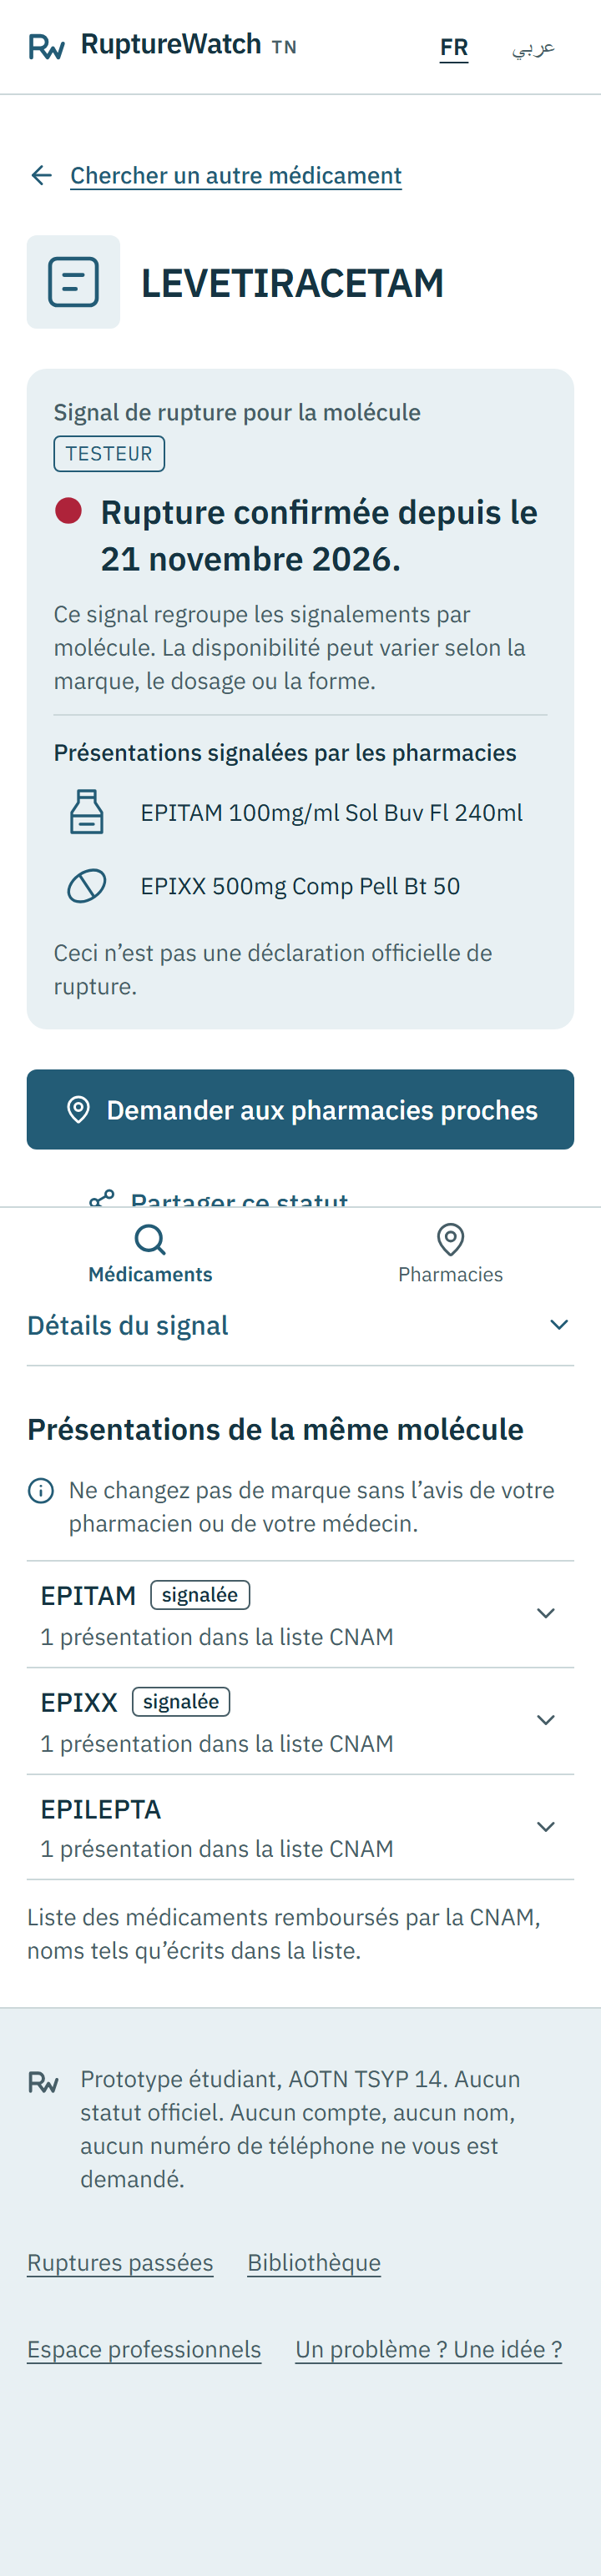 RW RuptureWatch TN FR عربي
Chercher un autre médicament
LEVETIRACETAM
Signal de rupture pour la molécule
TESTEUR
Rupture confirmée depuis le
21 novembre 2026.
Ce signal regroupe les signalements par
molécule. La disponibilité peut varier selon la
marque, le dosage ou la forme.
Présentations signalées par les pharmacies
EPITAM 100mg/ml Sol Buv Fl 240ml
EPIXX 500mg Comp Pell Bt 50
Ceci n’est pas une déclaration officielle de
rupture.
Demander aux pharmacies proches
Partager ce statut
Médicaments Pharmacies
Détails du signal
Présentations de la même molécule
Ne changez pas de marque sans l’avis de votre
pharmacien ou de votre médecin.
EPITAM signalée
1 présentation dans la liste CNAM
EPIXX signalée
1 présentation dans la liste CNAM
EPILEPTA
1 présentation dans la liste CNAM
Liste des médicaments remboursés par la CNAM,
noms tels qu’écrits dans la liste.
RW Prototype étudiant, AOTN TSYP 14. Aucun
statut officiel. Aucun compte, aucun nom,
aucun numéro de téléphone ne vous est
demandé.
Ruptures passées Bibliothèque
Espace professionnels Un problème ? Une idée ?